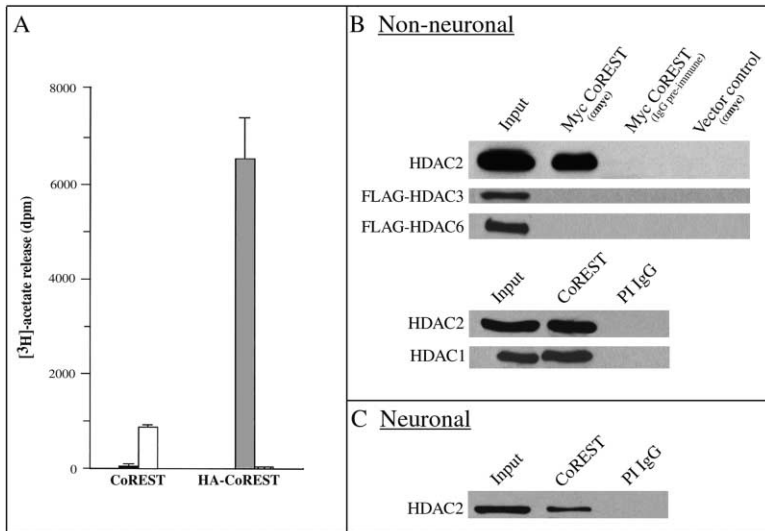 A
[3H]-acetate release (dpm)
8000
6000
4000
2000
0
CoREST
HA-CoREST
B Non-neuronal
Input
Myc CoREST
(αmyc)
Myc CoREST
(IgG pre-immune)
Vector control
(αmyc)
HDAC2
FLAG-HDAC3
FLAG-HDAC6
Input
CoREST
PI IgG
HDAC2
HDAC1
C Neuronal
Input
CoREST
PI IgG
HDAC2